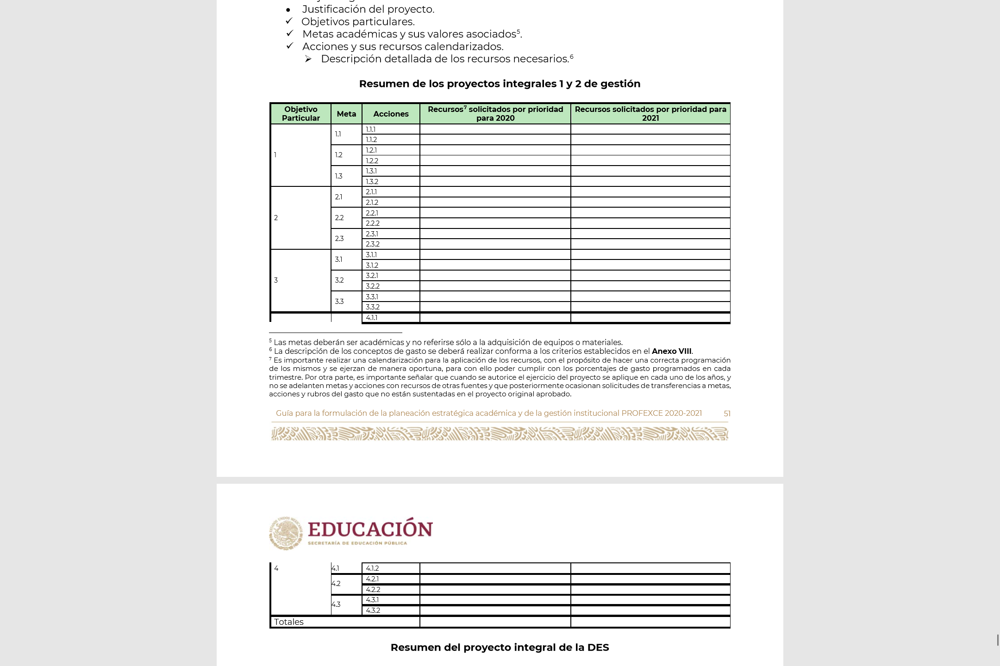 • Justificación del proyecto.
✓ Objetivos particulares.
✓ Metas académicas y sus valores asociados⁵.
✓ Acciones y sus recursos calendarizados.
➢ Descripción detallada de los recursos necesarios.⁶
Resumen de los proyectos integrales 1 y 2 de gestión
Objetivo Particular | Meta | Acciones | Recursos⁷ solicitados por prioridad para 2020 | Recursos solicitados por prioridad para 2021
1 | 1.1 | 1.1.1
1.1.2
1.2 | 1.2.1
1.2.2
1.3 | 1.3.1
1.3.2
2 | 2.1 | 2.1.1
2.1.2
2.2 | 2.2.1
2.2.2
2.3 | 2.3.1
2.3.2
3 | 3.1 | 3.1.1
3.1.2
3.2 | 3.2.1
3.2.2
3.3 | 3.3.1
3.3.2
4.1.1
⁵ Las metas deberán ser académicas y no referirse sólo a la adquisición de equipos o materiales.
⁶ La descripción de los conceptos de gasto se deberá realizar conforma a los criterios establecidos en el Anexo VIII.
⁷ Es importante realizar una calendarización para la aplicación de los recursos, con el propósito de hacer una correcta programación
de los mismos y se ejerzan de manera oportuna, para con ello poder cumplir con los porcentajes de gasto programados en cada
trimestre. Por otra parte, es importante señalar que cuando se autorice el ejercicio del proyecto se aplique en cada uno de los años, y
no se adelanten metas y acciones con recursos de otras fuentes y que posteriormente ocasionan solicitudes de transferencias a metas,
acciones y rubros del gasto que no están sustentadas en el proyecto original aprobado.
Guía para la formulación de la planeación estratégica académica y de la gestión institucional PROFEXCE 2020-2021 51
EDUCACIÓN
SECRETARÍA DE EDUCACIÓN PÚBLICA
4 | 4.1 | 4.1.2
4.2 | 4.2.1
4.2.2
4.3 | 4.3.1
4.3.2
Totales
Resumen del proyecto integral de la DES